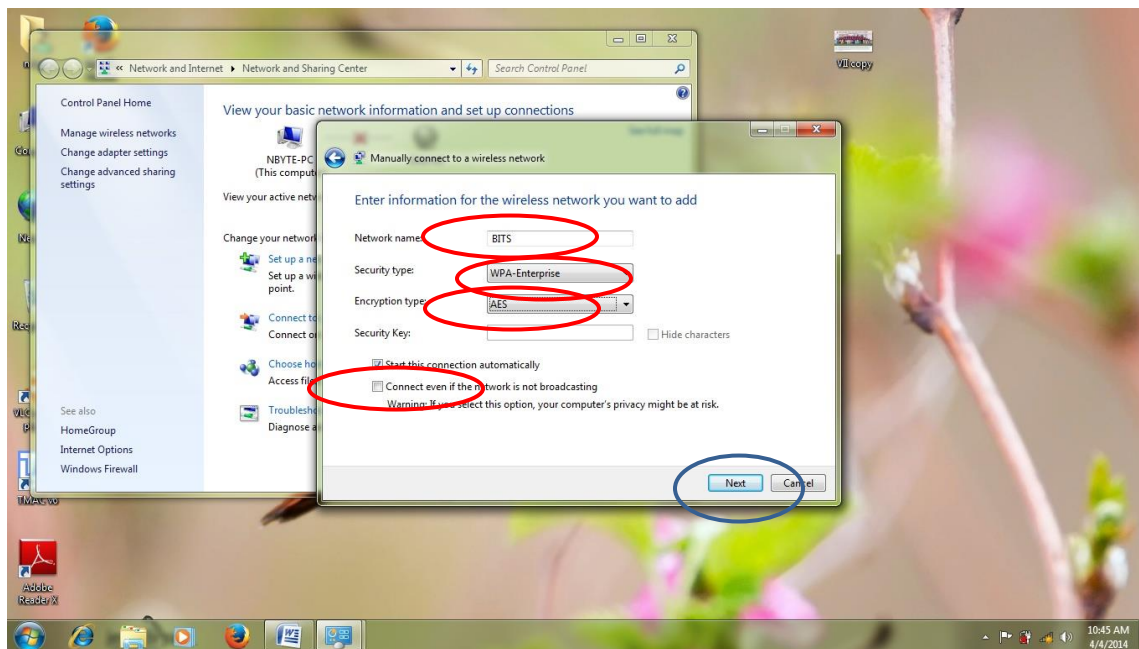 VIIcopy
« Network and Internet ▸ Network and Sharing Center
Search Control Panel
Control Panel Home
Manage wireless networks
Change adapter settings
Change advanced sharing
settings
See also
HomeGroup
Internet Options
Windows Firewall
View your basic network information and set up connections
NBYTE-PC
(This compute
View your active netw
Change your network
Set up a ne
Set up a wi
point.
Connect to
Connect o
Choose ho
Access file
Troublesho
Diagnose a
Manually connect to a wireless network
Enter information for the wireless network you want to add
Network name:
BITS
Security type:
WPA-Enterprise
Encryption type:
AES
Security Key:
Hide characters
Start this connection automatically
Connect even if the network is not broadcasting
Warning: If you select this option, your computer's privacy might be at risk.
Next
Cancel
Adobe
Reader X
10:45 AM
4/4/2014